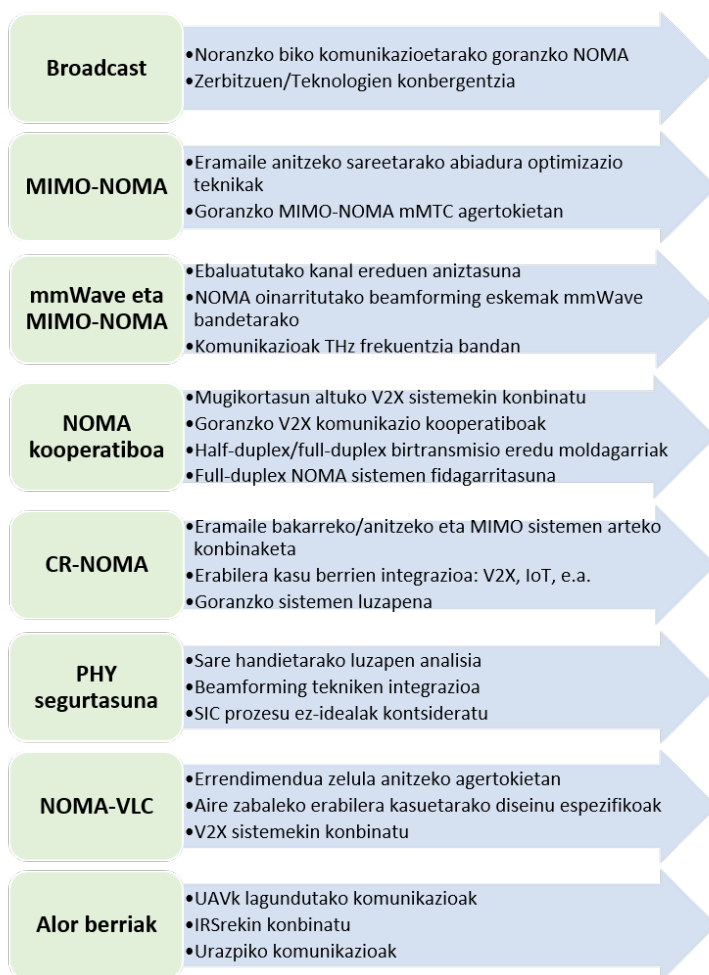 Broadcast
•Noranzko biko komunikazioetarako goranzko NOMA
•Zerbitzuen/Teknologien konbergentzia
MIMO-NOMA
•Eramaile anitzeko sareetarako abiadura optimizazio
teknikak
•Goranzko MIMO-NOMA mMTC agertokietan
mmWave eta
MIMO-NOMA
•Ebaluatutako kanal ereduen aniztasuna
•NOMA oinarritutako beamforming eskemak mmWave
bandetarako
•Komunikazioak THz frekuentzia bandan
NOMA
kooperatiboa
•Mugikortasun altuko V2X sistemekin konbinatu
•Goranzko V2X komunikazio kooperatiboak
•Half-duplex/full-duplex birtransmisio eredu moldagarriak
•Full-duplex NOMA sistemen fidagarritasuna
CR-NOMA
•Eramaile bakarreko/anitzeko eta MIMO sistemen arteko
konbinaketa
•Erabilera kasu berrien integrazioa: V2X, IoT, e.a.
•Goranzko sistemen luzapena
PHY
segurtasuna
•Sare handietarako luzapen analisia
•Beamforming tekniken integrazioa
•SIC prozesu ez-idealak kontsideratu
NOMA-VLC
•Errendimendua zelula anitzeko agertokietan
•Aire zabaleko erabilera kasuetarako diseinu espezifikoak
•V2X sistemekin konbinatu
Alor berriak
•UAVk lagundutako komunikazioak
•IRSrekin konbinatu
•Urazpiko komunikazioak